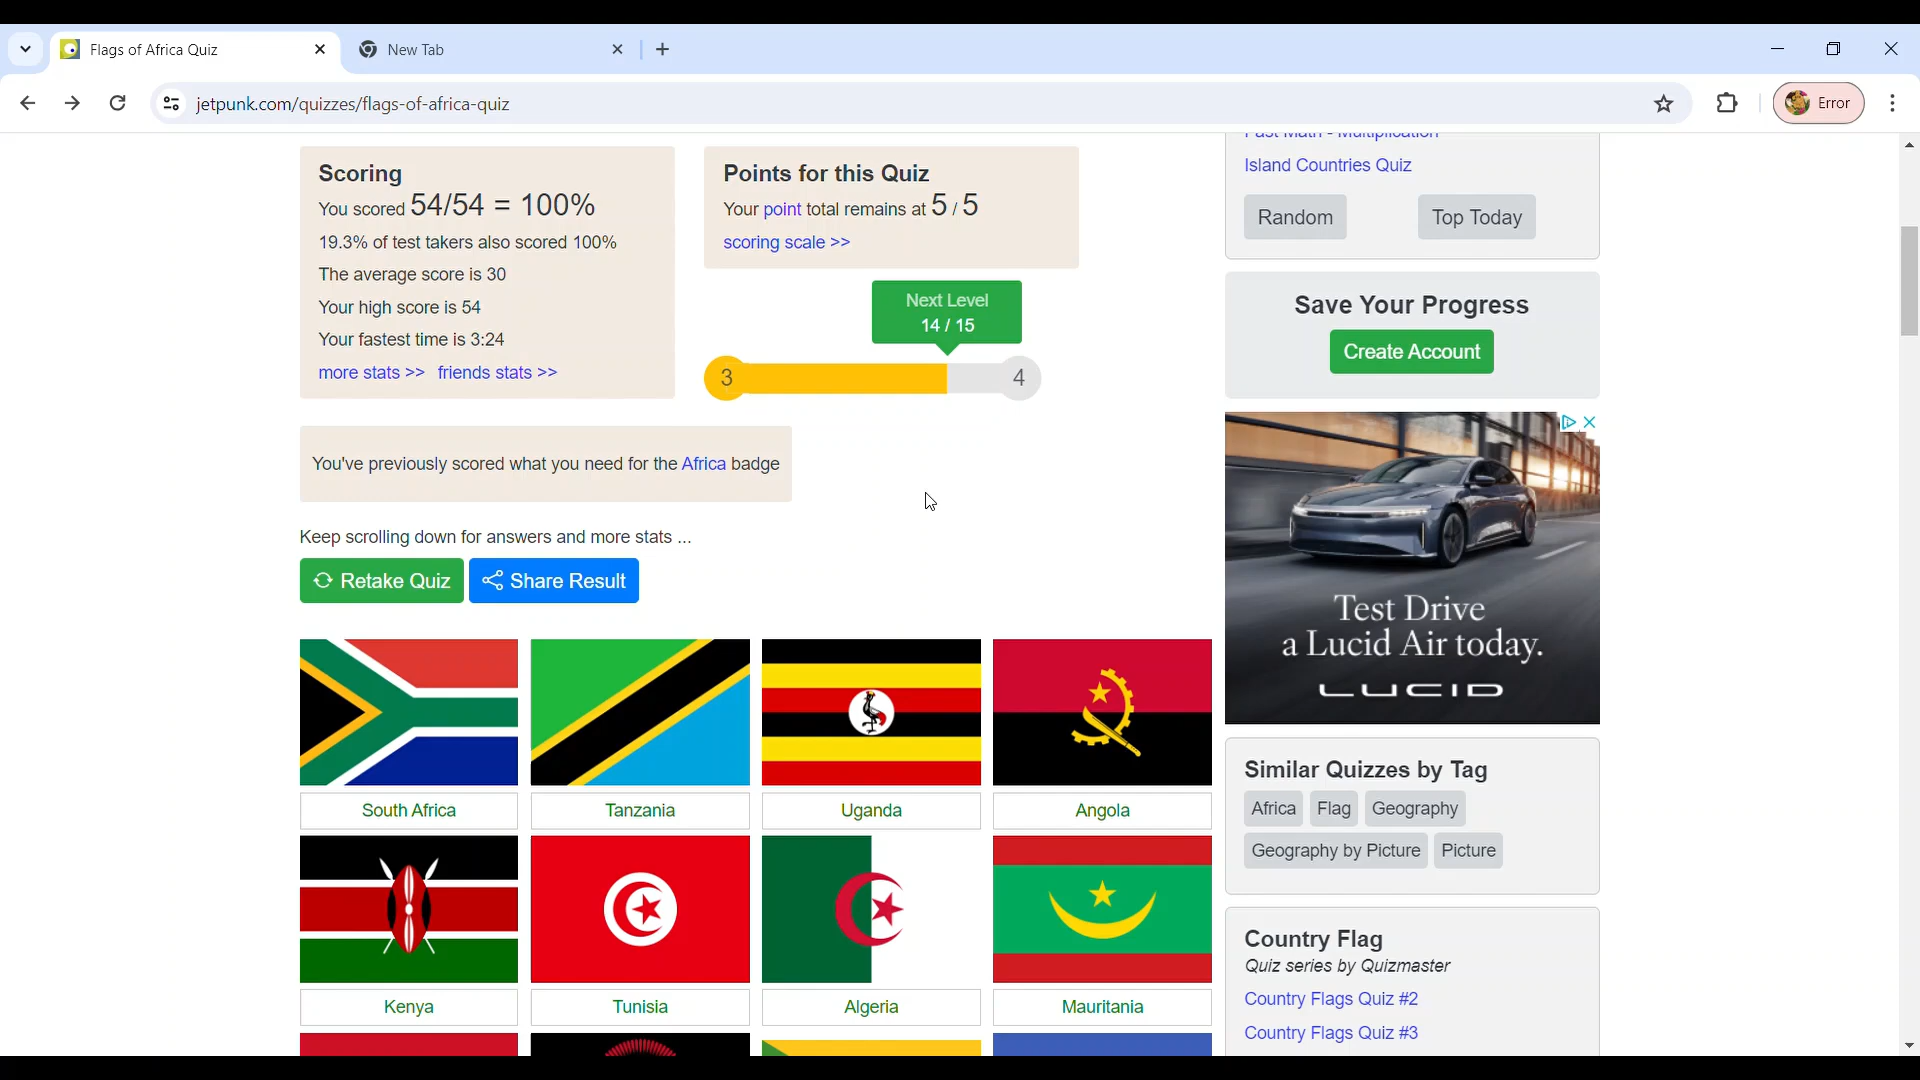 Flags of Africa Quiz
New Tab
jetpunk.com/quizzes/flags-of-africa-quiz
Error
Scoring
You scored 54/54 = 100%
19.3% of test takers also scored 100%
The average score is 30
Your high score is 54
Your fastest time is 3:24
more stats >> friends stats >>
Points for this Quiz
Your point total remains at 5 / 5
scoring scale >>
Next Level
14 / 15
3
4
You've previously scored what you need for the Africa badge
Keep scrolling down for answers and more stats ...
Retake Quiz
Share Result
South Africa
Tanzania
Uganda
Angola
Kenya
Tunisia
Algeria
Mauritania
Fast Math - Multiplication
Island Countries Quiz
Random
Top Today
Save Your Progress
Create Account
Test Drive
a Lucid Air today.
LUCID
Similar Quizzes by Tag
Africa
Flag
Geography
Geography by Picture
Picture
Country Flag
Quiz series by Quizmaster
Country Flags Quiz #2
Country Flags Quiz #3